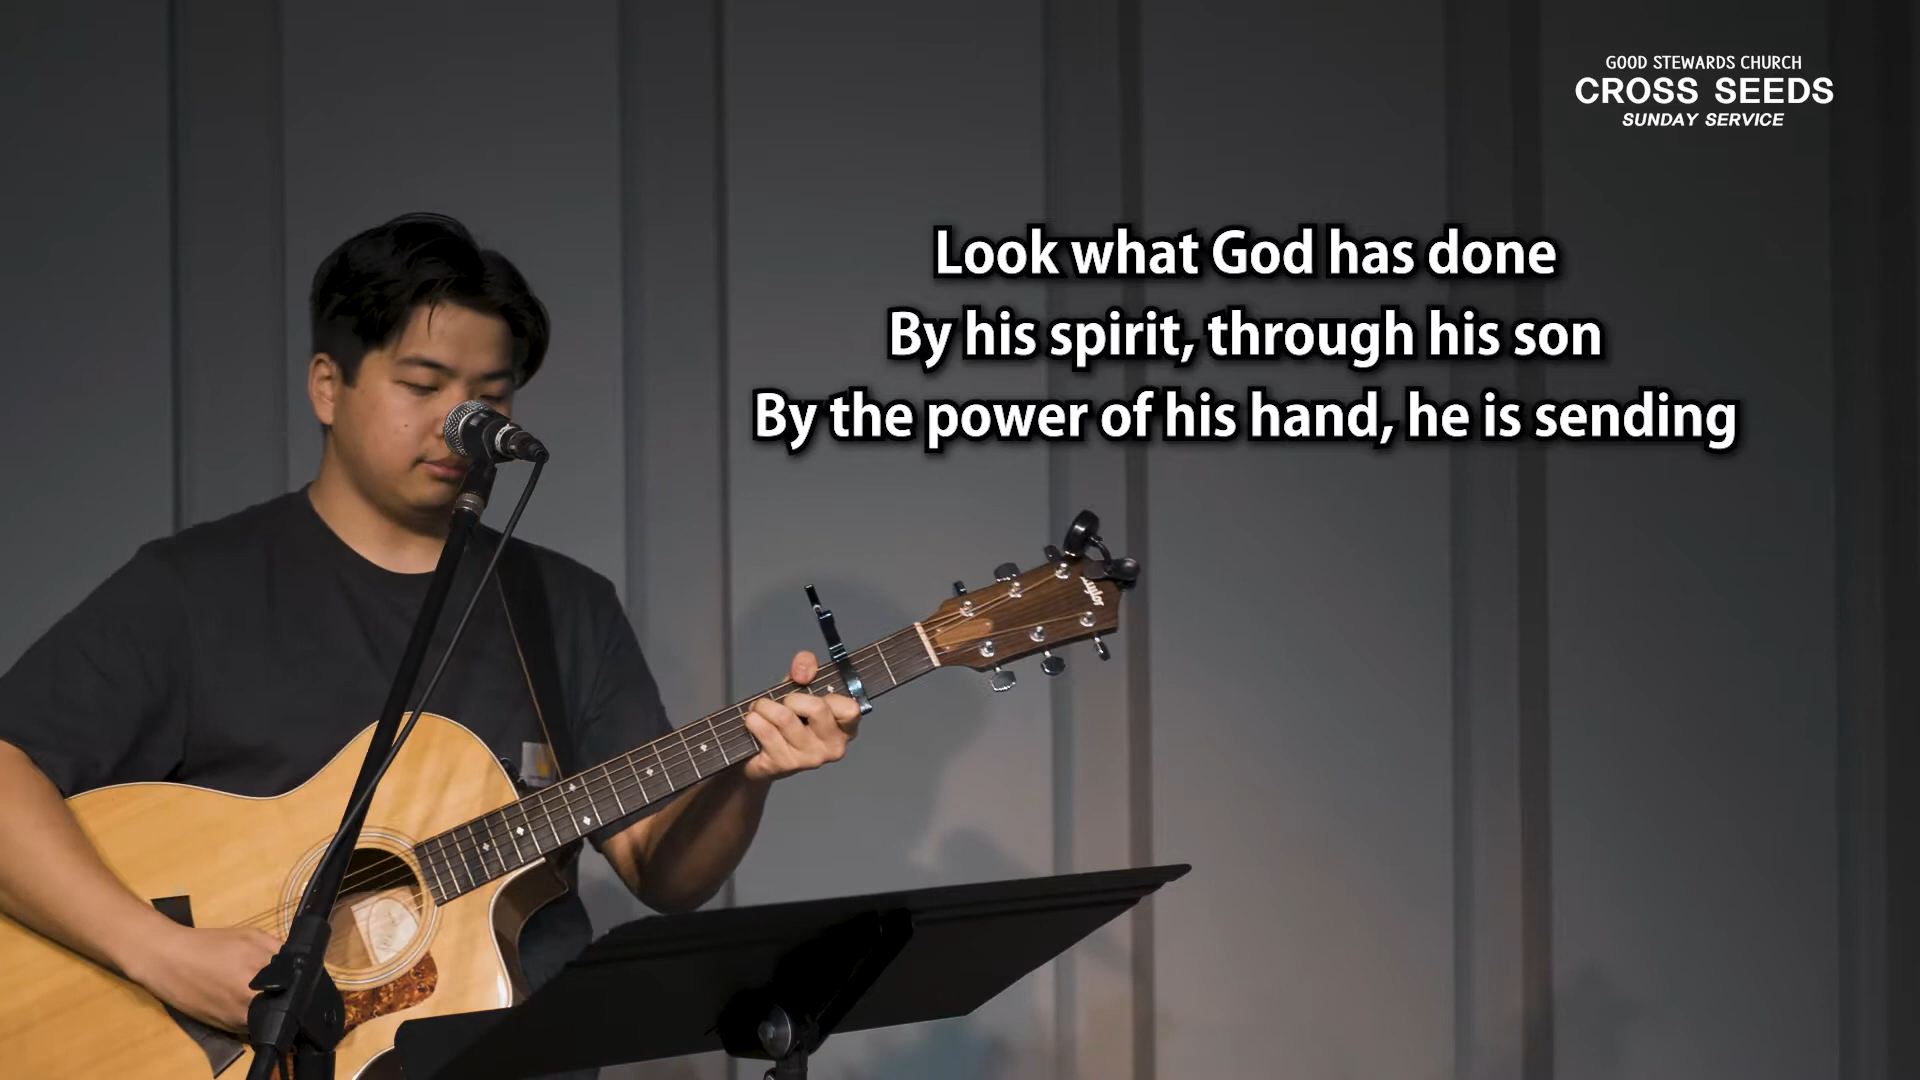 GOOD STEWARDS CHURCH
CROSS SEEDS
SUNDAY SERVICE
Look what God has done
By his spirit, through his son
By the power of his hand, he is sending
Taylor